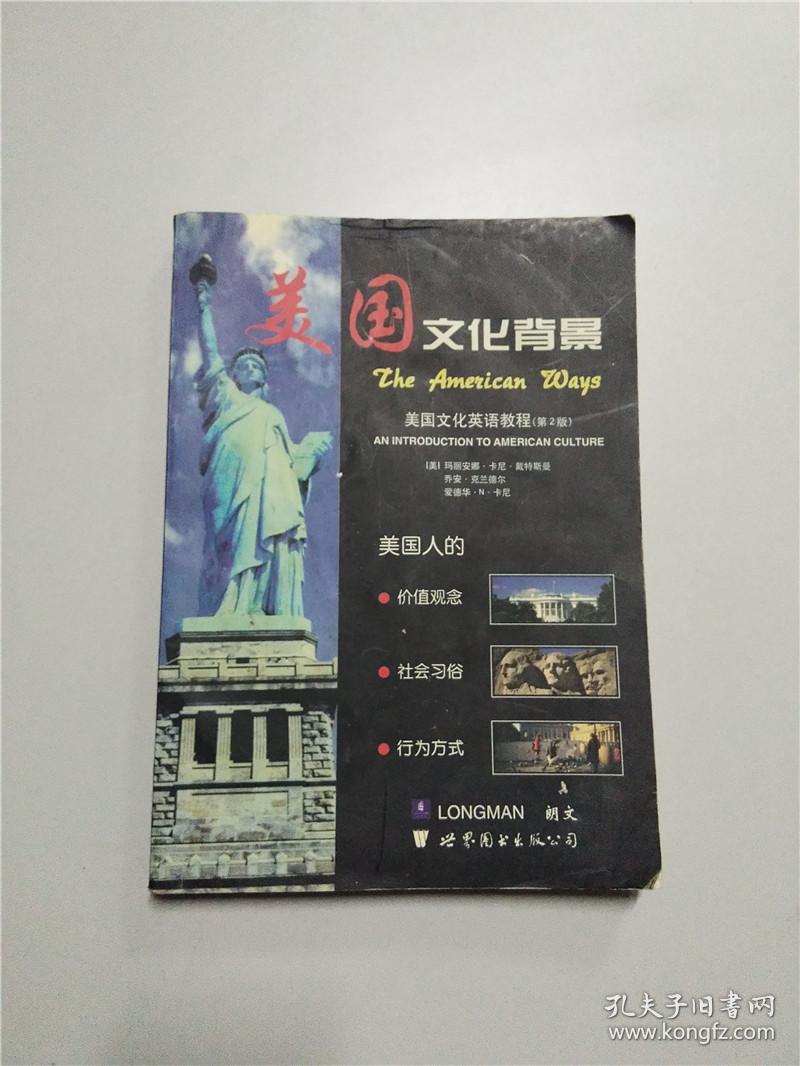 美国文化背景
The American Ways
美国文化英语教程(第2版)
AN INTRODUCTION TO AMERICAN CULTURE
[美] 玛丽安娜·卡尼·戴特斯曼
乔安·克兰德尔
爱德华·N·卡尼
美国人的
● 价值观念
● 社会习俗
● 行为方式
LONGMAN 朗文
世界图书出版公司
孔夫子旧书网
www.kongfz.com